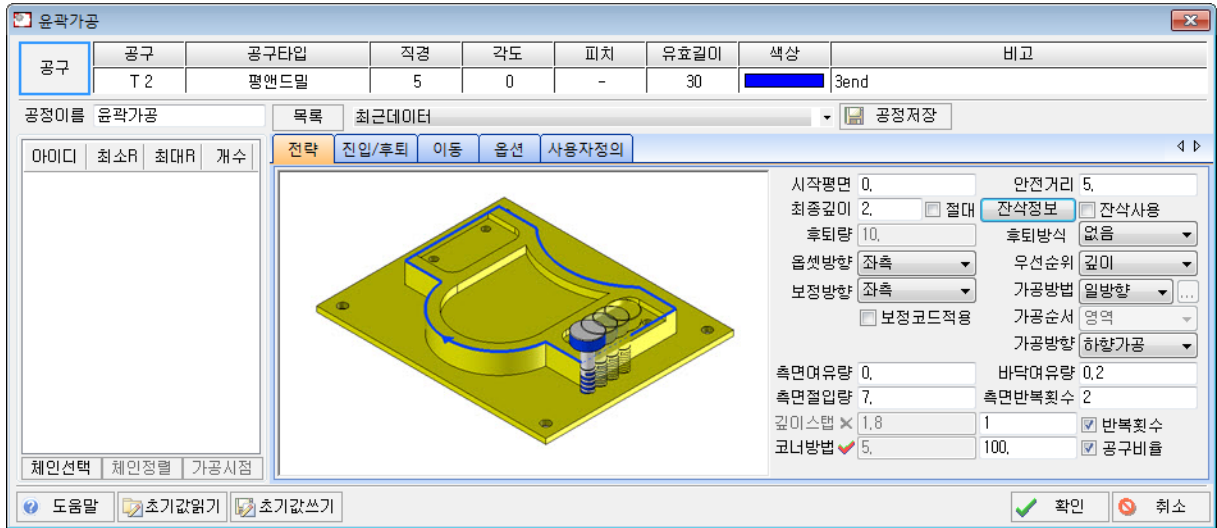 윤곽가공
공구 공구 공구타입 직경 각도 피치 유효길이 색상 비고
T 2 평앤드밀 5 0 - 30 3end
공정이름 윤곽가공 목록 최근데이터 공정저장
아이디 최소R 최대R 개수
전략 진입/후퇴 이동 옵션 사용자정의
시작평면 0, 안전거리 5,
최종깊이 2, 절대 잔삭정보 잔삭사용
후퇴량 10, 후퇴방식 없음
옵셋방향 좌측 우선순위 깊이
보정방향 좌측 가공방법 일방향 ...
보정코드적용 가공순서 영역
가공방향 하향가공
측면여유량 0, 바닥여유량 0,2
측면절입량 7, 측면반복횟수 2
깊이스탭 1,8 1 반복횟수
코너방법 5, 100, 공구비율
체인선택 체인정렬 가공시점
도움말 초기값읽기 초기값쓰기 확인 취소